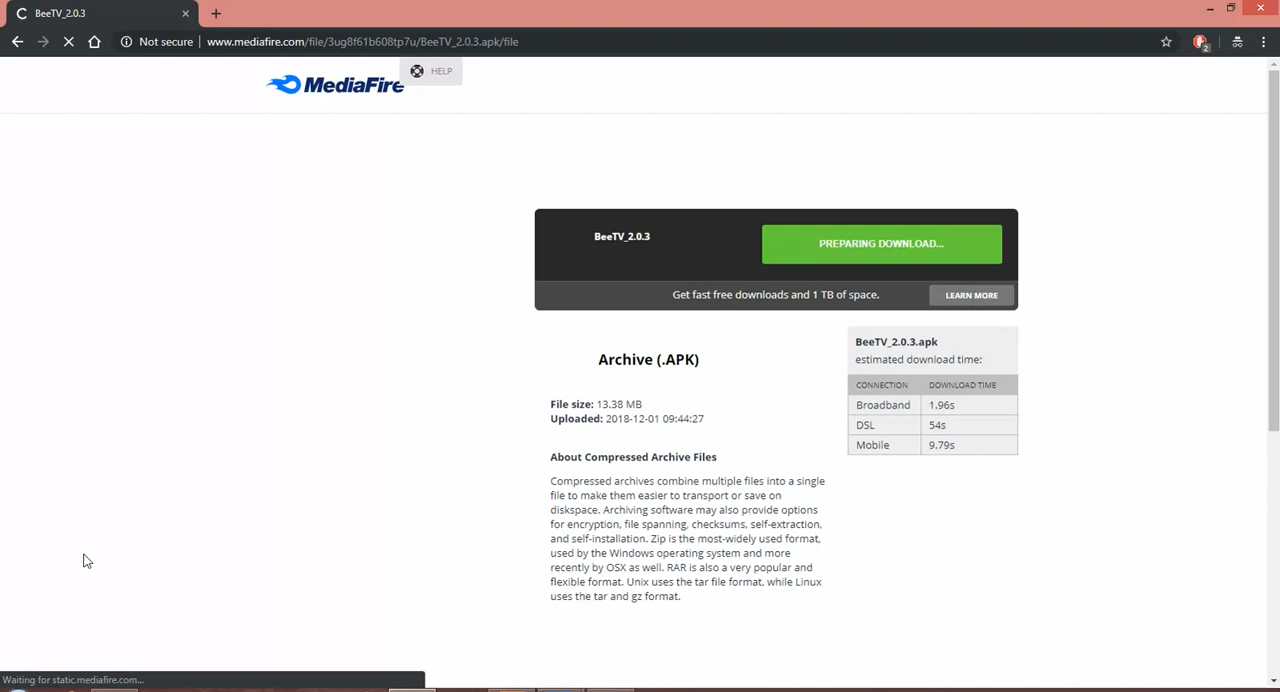 BeeTV_2.0.3
Not secure
www.mediafire.com/file/3ug8f61b608tp7u/BeeTV_2.0.3.apk/file
2
MediaFire
HELP
BeeTV_2.0.3
PREPARING DOWNLOAD...
Get fast free downloads and 1 TB of space.
LEARN MORE
Archive (.APK)
File size: 13.38 MB
Uploaded: 2018-12-01 09:44:27
About Compressed Archive Files
Compressed archives combine multiple files into a single
file to make them easier to transport or save on
diskspace. Archiving software may also provide options
for encryption, file spanning, checksums, self-extraction,
and self-installation. Zip is the most-widely used format,
used by the Windows operating system and more
recently by OSX as well. RAR is also a very popular and
flexible format. Unix uses the tar file format, while Linux
uses the tar and gz format.
BeeTV_2.0.3.apk
estimated download time:
CONNECTION DOWNLOAD TIME
Broadband 1.96s
DSL 54s
Mobile 9.79s
Waiting for static.mediafire.com...